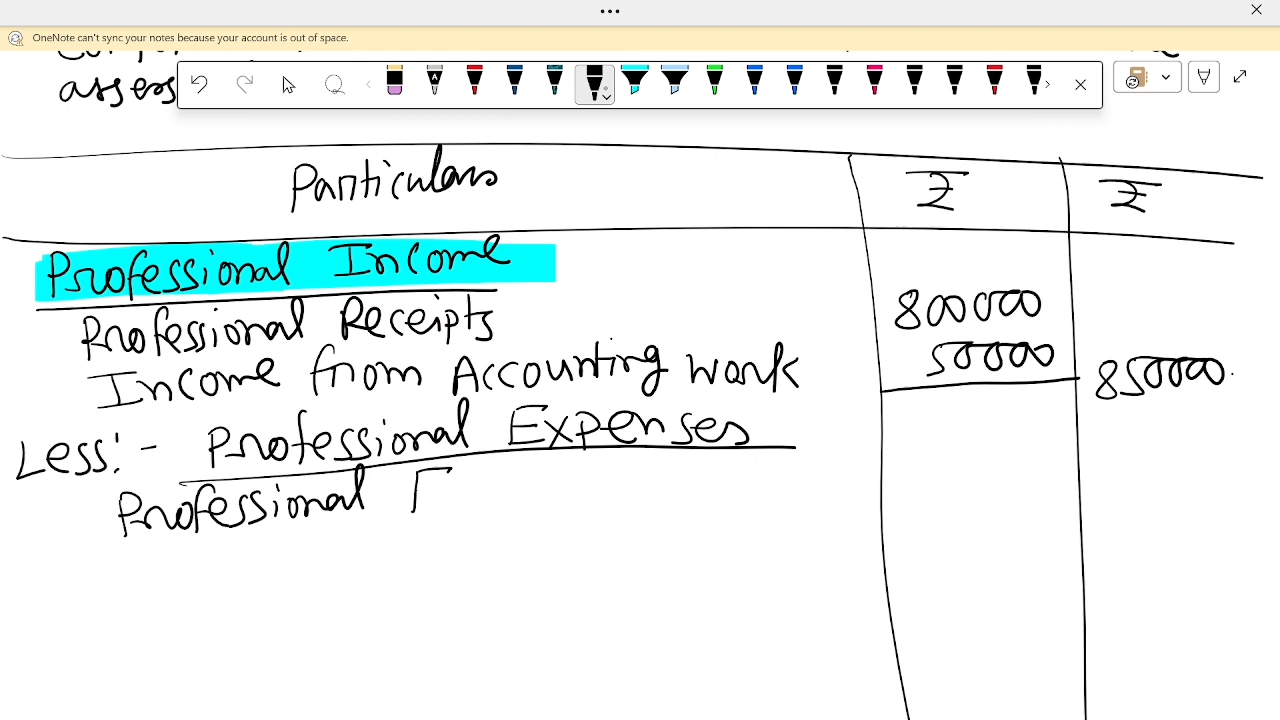 OneNote can't sync your notes because your account is out of space.
assess
Particulars ₹ ₹
Professional Income
Professional Receipts 800000
Income from Accounting work 50000 850000
Less:- Professional Expenses
Professional